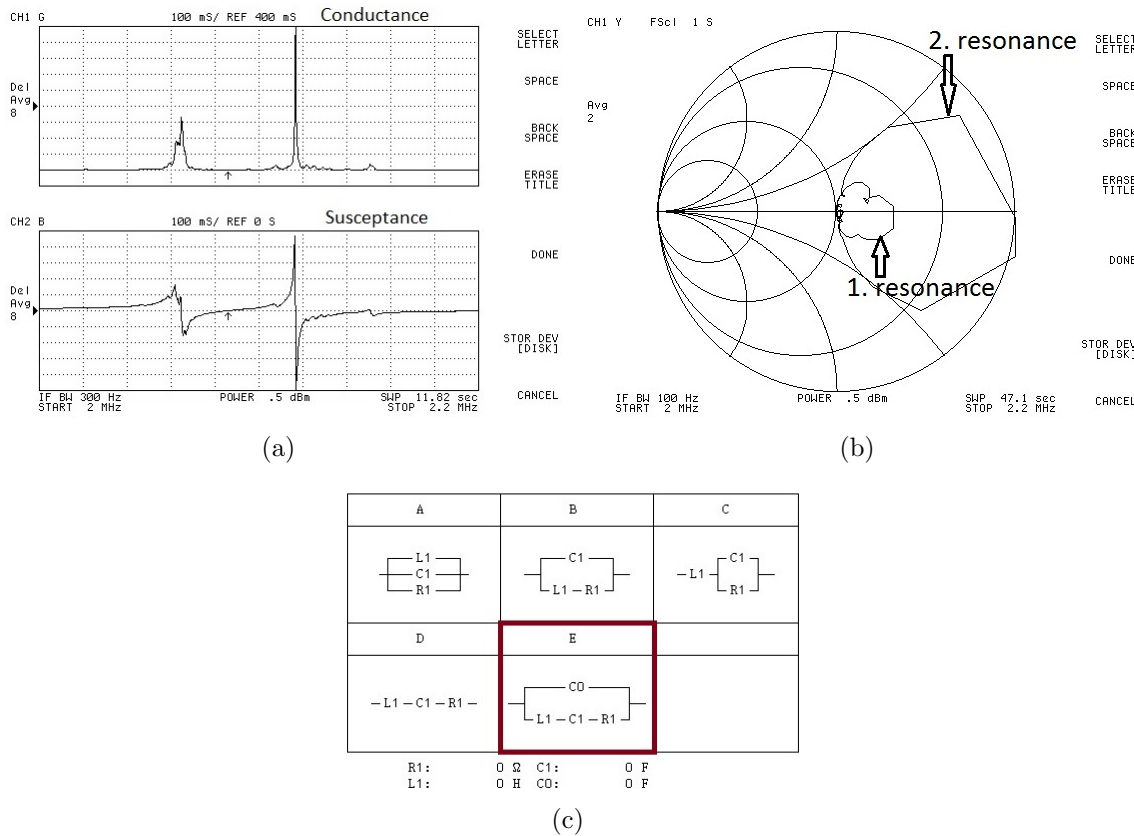 CH1 G 100 mS/ REF 400 mS Conductance
Del
Avg
8
SELECT
LETTER
SPACE
BACK
SPACE
ERASE
TITLE
CH2 B 100 mS/ REF 0 S Susceptance
Del
Avg
8
DONE
STOR DEV
[DISK]
CANCEL
IF BW 300 Hz POWER .5 dBm SWP 11.82 sec
START 2 MHz STOP 2.2 MHz
(a)
CH1 Y FScl 1 S
Avg
2
2. resonance
1. resonance
SELECT
LETTER
SPACE
BACK
SPACE
ERASE
TITLE
DONE
STOR DEV
[DISK]
CANCEL
IF BW 100 Hz POWER .5 dBm SWP 47.1 sec
START 2 MHz STOP 2.2 MHz
(b)
A B C
L1
C1
R1
C1
L1 R1
L1
C1
R1
D E
L1 C1 R1
C0
L1 C1 R1
R1: 0 Ω C1: 0 F
L1: 0 H C0: 0 F
(c)